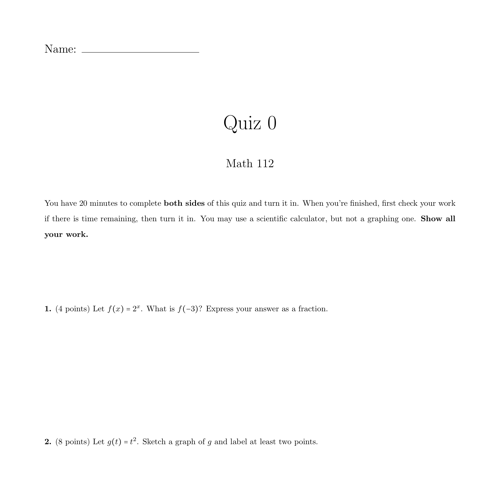 Name:
Quiz 0
Math 112
You have 20 minutes to complete both sides of this quiz and turn it in. When you're finished, first check your work
if there is time remaining, then turn it in. You may use a scientific calculator, but not a graphing one. Show all
your work.
1. (4 points) Let f(x) = 2ˣ. What is f(−3)? Express your answer as a fraction.
2. (8 points) Let g(t) = t². Sketch a graph of g and label at least two points.